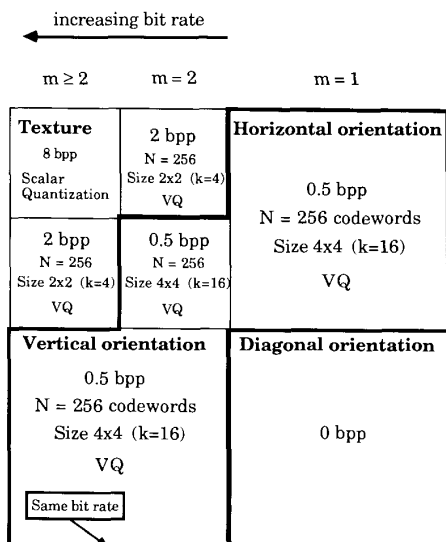 increasing bit rate
m ≥ 2
m = 2
m = 1
Texture
8 bpp
Scalar
Quantization
2 bpp
N = 256
Size 2x2 (k=4)
VQ
Horizontal orientation
0.5 bpp
N = 256 codewords
Size 4x4 (k=16)
VQ
2 bpp
N = 256
Size 2x2 (k=4)
VQ
0.5 bpp
N = 256
Size 4x4 (k=16)
VQ
Vertical orientation
0.5 bpp
N = 256 codewords
Size 4x4 (k=16)
VQ
Same bit rate
Diagonal orientation
0 bpp